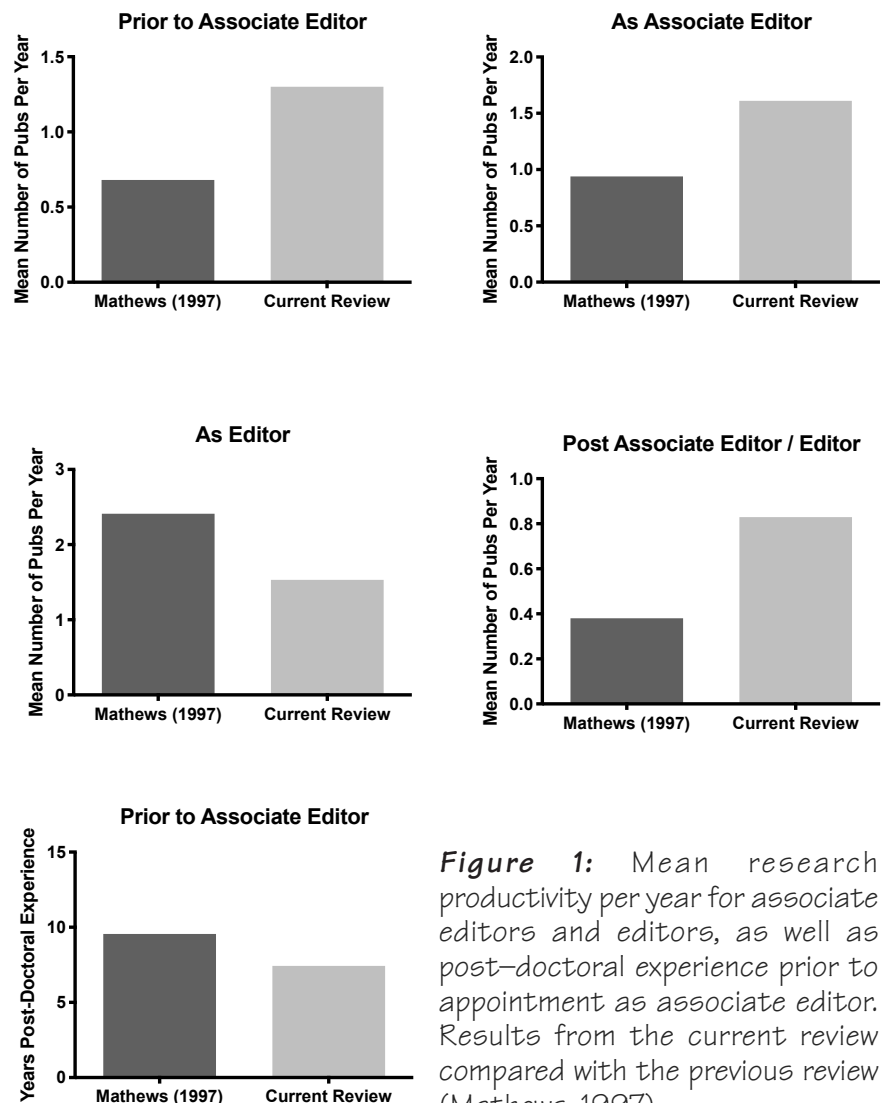 Prior to Associate Editor
Mean Number of Pubs Per Year
1.5
1.0
0.5
0.0
Mathews (1997) Current Review
As Associate Editor
Mean Number of Pubs Per Year
2.0
1.5
1.0
0.5
0.0
Mathews (1997) Current Review
As Editor
Mean Number of Pubs Per Year
3
2
1
0
Mathews (1997) Current Review
Post Associate Editor / Editor
Mean Number of Pubs Per Year
1.0
0.8
0.6
0.4
0.2
0.0
Mathews (1997) Current Review
Prior to Associate Editor
Years Post-Doctoral Experience
15
10
5
0
Mathews (1997) Current Review
Figure 1: Mean research
productivity per year for associate
editors and editors, as well as
post–doctoral experience prior to
appointment as associate editor.
Results from the current review
compared with the previous review
(Mathews, 1997)